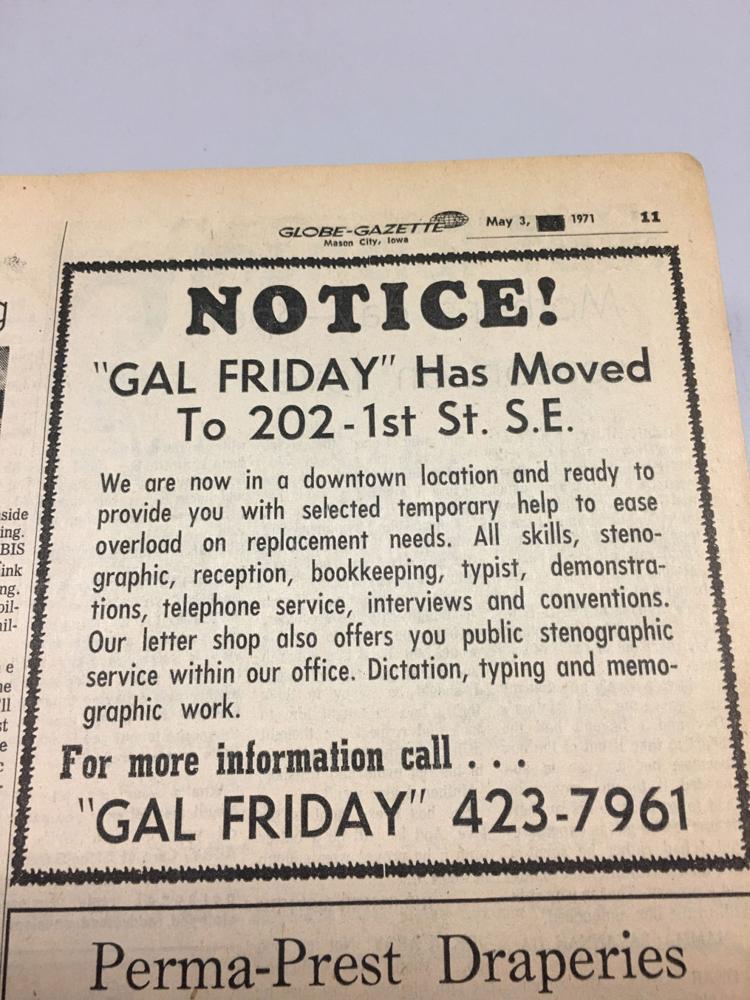 GLOBE-GAZETTE May 3, 1971 11
Mason City, Iowa
NOTICE!
"GAL FRIDAY" Has Moved
To 202-1st St. S.E.
We are now in a downtown location and ready to
provide you with selected temporary help to ease
overload on replacement needs. All skills, steno-
graphic, reception, bookkeeping, typist, demonstra-
tions, telephone service, interviews and conventions.
Our letter shop also offers you public stenographic
service within our office. Dictation, typing and memo-
graphic work.
For more information call . . .
"GAL FRIDAY" 423-7961
Perma-Prest Draperies